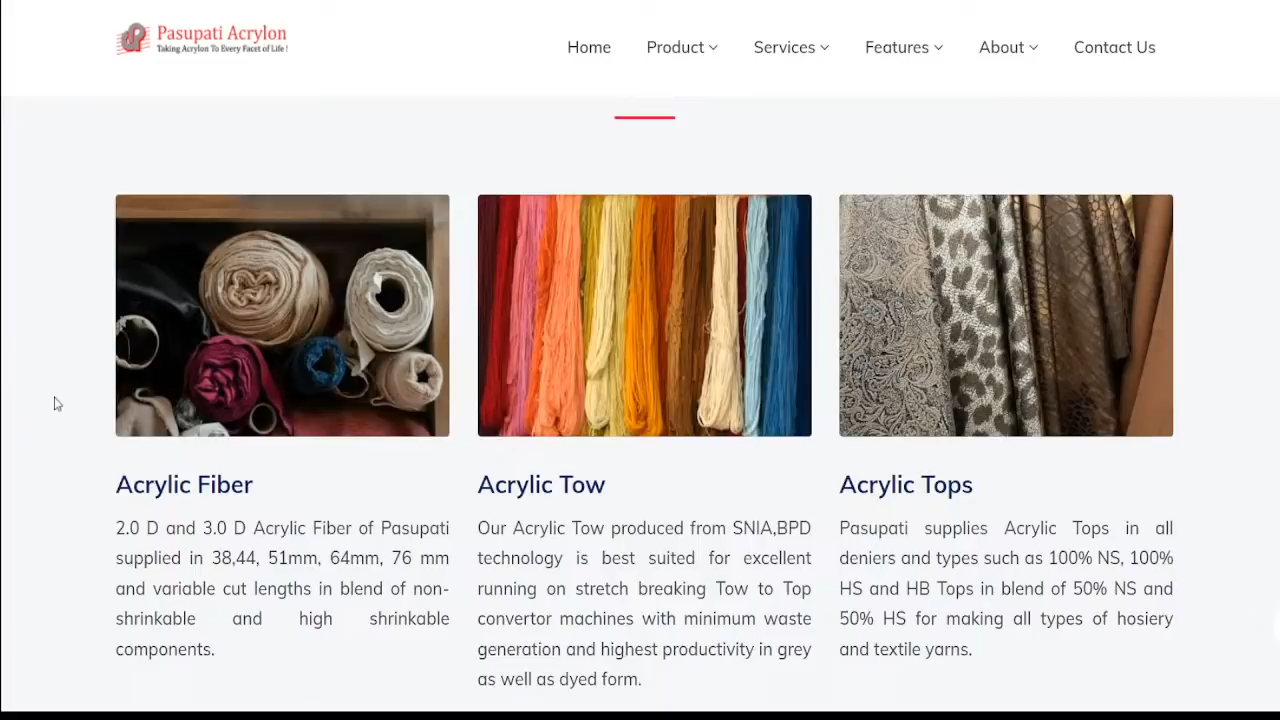 Pasupati Acrylon
Taking Acrylon To Every Facet of Life !
Home Product Services Features About Contact Us
Acrylic Fiber
2.0 D and 3.0 D Acrylic Fiber of Pasupati
supplied in 38,44, 51mm, 64mm, 76 mm
and variable cut lengths in blend of non-
shrinkable and high shrinkable
components.
Acrylic Tow
Our Acrylic Tow produced from SNIA,BPD
technology is best suited for excellent
running on stretch breaking Tow to Top
convertor machines with minimum waste
generation and highest productivity in grey
as well as dyed form.
Acrylic Tops
Pasupati supplies Acrylic Tops in all
deniers and types such as 100% NS, 100%
HS and HB Tops in blend of 50% NS and
50% HS for making all types of hosiery
and textile yarns.